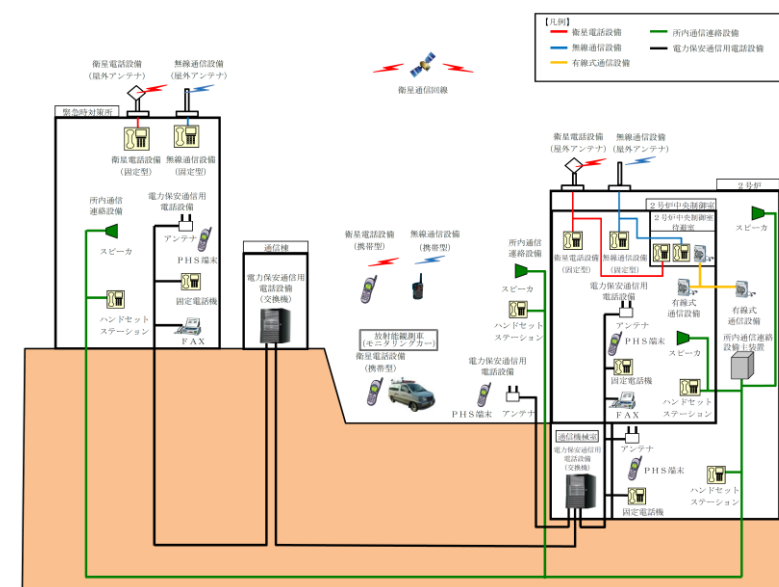 【凡例】
衛星電話設備
無線通信設備
有線式通信設備
所内通信連絡設備
電力保安通信用電話設備
衛星電話設備
(屋外アンテナ)
無線通信設備
(屋外アンテナ)
衛星通信回線
緊急時対策所
衛星電話設備
(固定型)
無線通信設備
(固定型)
所内通信
連絡設備
スピーカ
電力保安通信用
電話設備
アンテナ
PHS端末
ハンドセット
ステーション
固定電話機
FAX
通信棟
電力保安通信用
電話設備
(交換機)
衛星電話設備
(携帯型)
無線通信設備
(携帯型)
放射能観測車
(モニタリングカー)
衛星電話設備
(携帯型)
電力保安通信用
電話設備
PHS端末
アンテナ
所内通信
連絡設備
スピーカ
ハンドセット
ステーション
衛星電話設備
(屋外アンテナ)
無線通信設備
(屋外アンテナ)
2号炉
2号炉中央制御室
2号炉中央制御室
待避室
スピーカ
衛星電話設備
(固定型)
無線通信設備
(固定型)
電力保安通信用
電話設備
有線式
通信設備
有線式
通信設備
アンテナ
PHS端末
スピーカ
所内通信連絡
設備主装置
固定電話機
FAX
ハンドセット
ステーション
通信機械室
電力保安通信用
電話設備
(交換機)
アンテナ
PHS端末
固定電話機
ハンドセット
ステーション